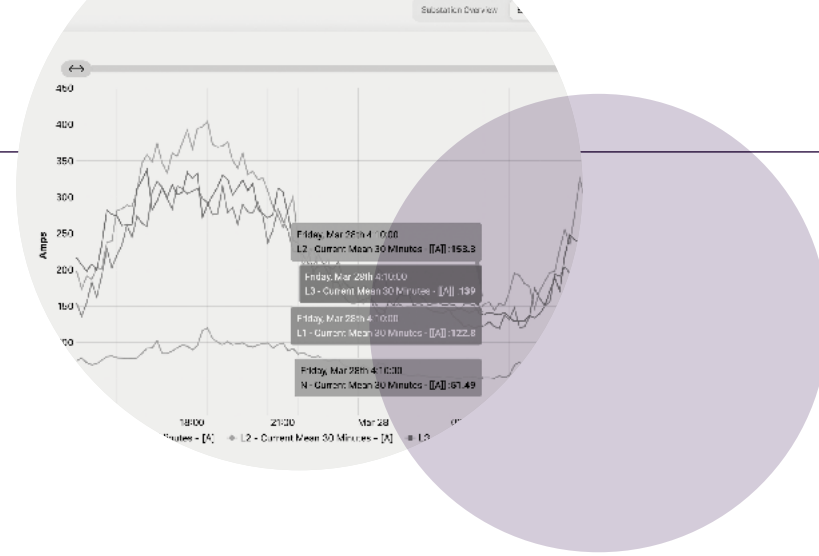 Substation Overview
450
400
350
300
250
200
150
00
Amps
Friday, Mar 28th 4:10:00
L2 - Current Mean 30 Minutes - [[A]] :153.3
Friday, Mar 28th 4:10:00
L3 - Current Mean 30 Minutes - [[A]] :139
Friday, Mar 28th 4:10:00
L1 - Current Mean 30 Minutes - [[A]] :122.8
Friday, Mar 28th 4:10:00
N - Current Mean 30 Minutes - [[A]] :51.49
18:00 21:00 Mar 28
nutes - [A] L2 - Current Mean 30 Minutes - [A] L3